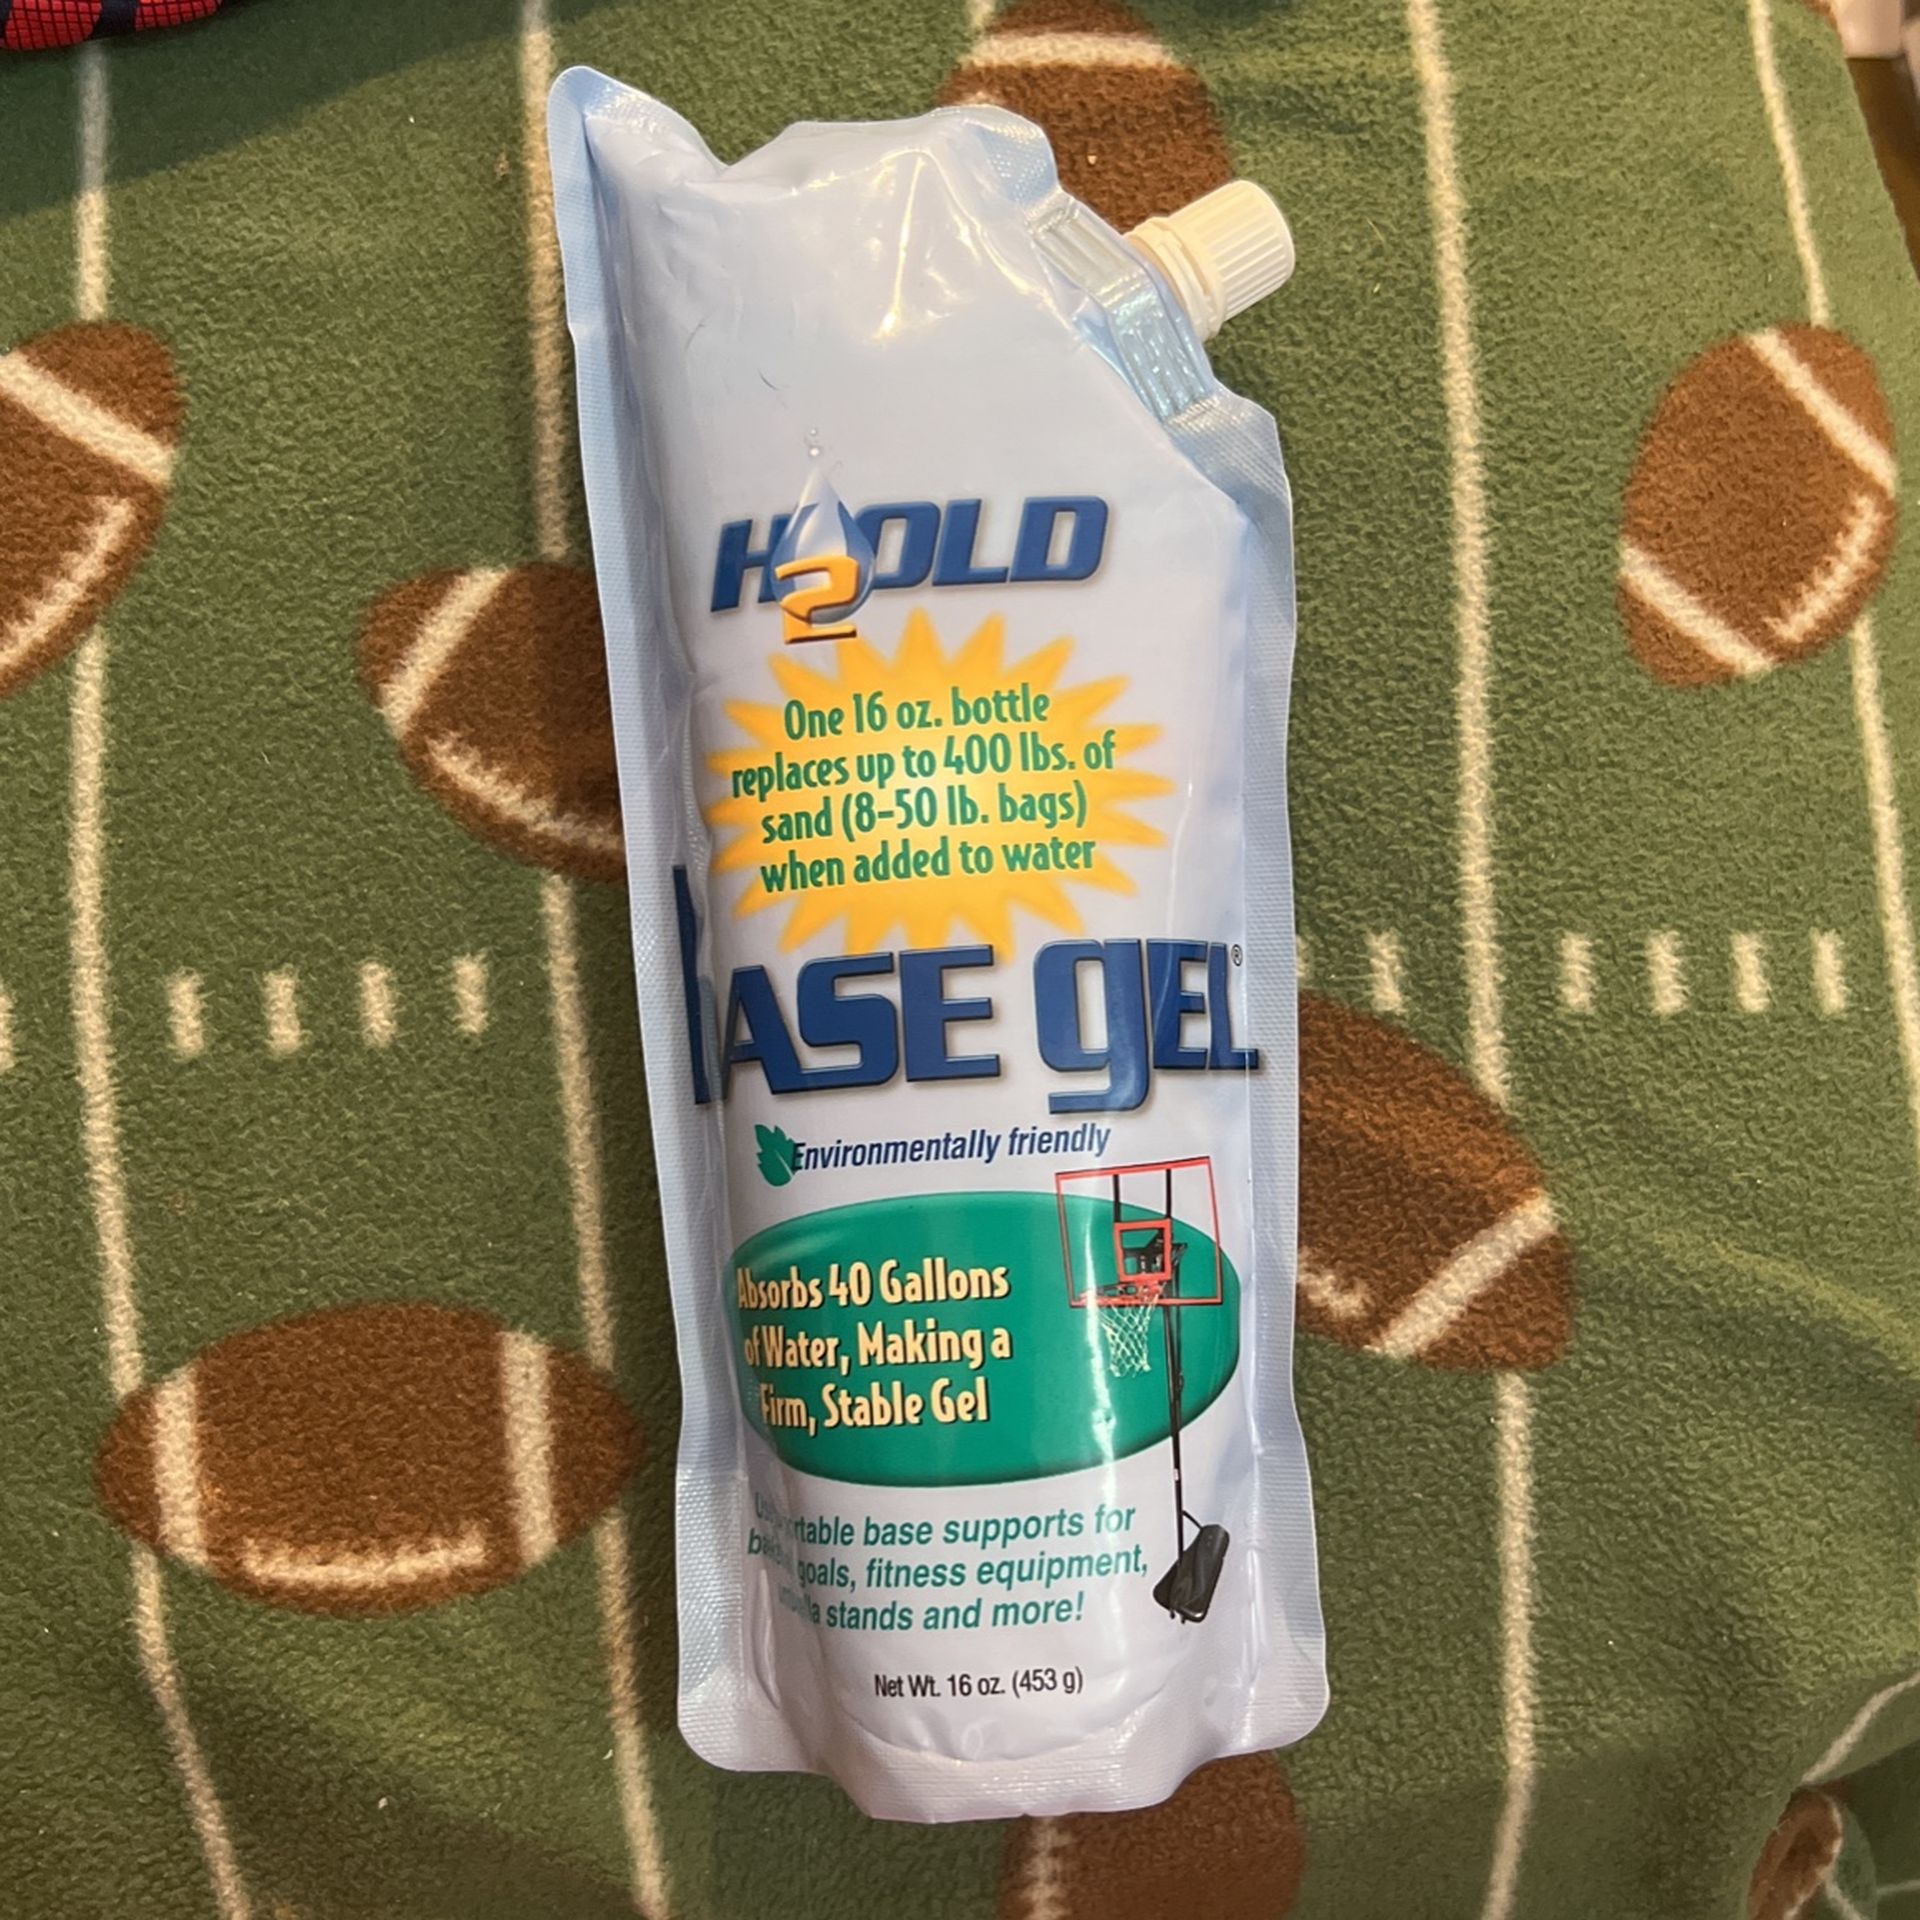 H2OLD
One 16 oz. bottle
replaces up to 400 lbs. of
sand (8-50 lb. bags)
when added to water
bASE gEL®
Environmentally friendly
Absorbs 40 Gallons
of Water, Making a
Firm, Stable Gel
base supports for
goals, fitness equipment,
stands and more!
Net Wt. 16 oz. (453 g)